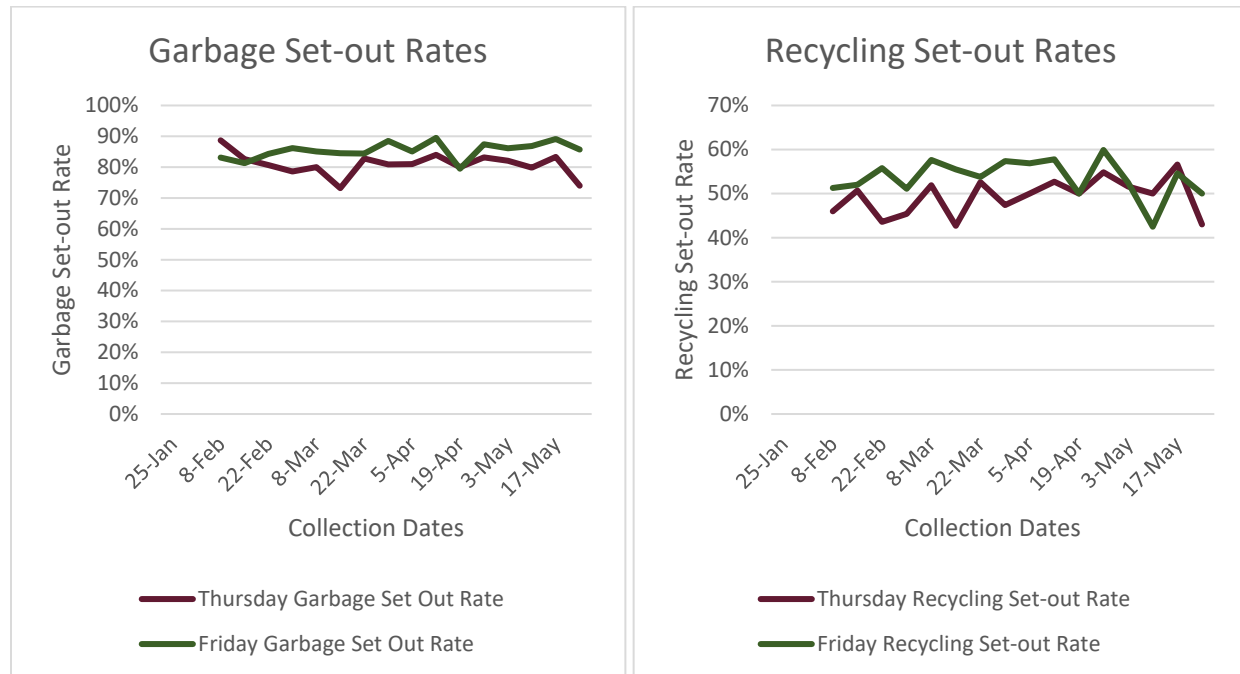 Garbage Set-out Rates
100%
90%
80%
70%
60%
50%
40%
30%
20%
10%
0%
Garbage Set-out Rate
25-Jan
8-Feb
22-Feb
8-Mar
22-Mar
5-Apr
19-Apr
3-May
17-May
Collection Dates
Thursday Garbage Set Out Rate
Friday Garbage Set Out Rate
Recycling Set-out Rates
70%
60%
50%
40%
30%
20%
10%
0%
Recycling Set-out Rate
25-Jan
8-Feb
22-Feb
8-Mar
22-Mar
5-Apr
19-Apr
3-May
17-May
Collection Dates
Thursday Recycling Set-out Rate
Friday Recycling Set-out Rate